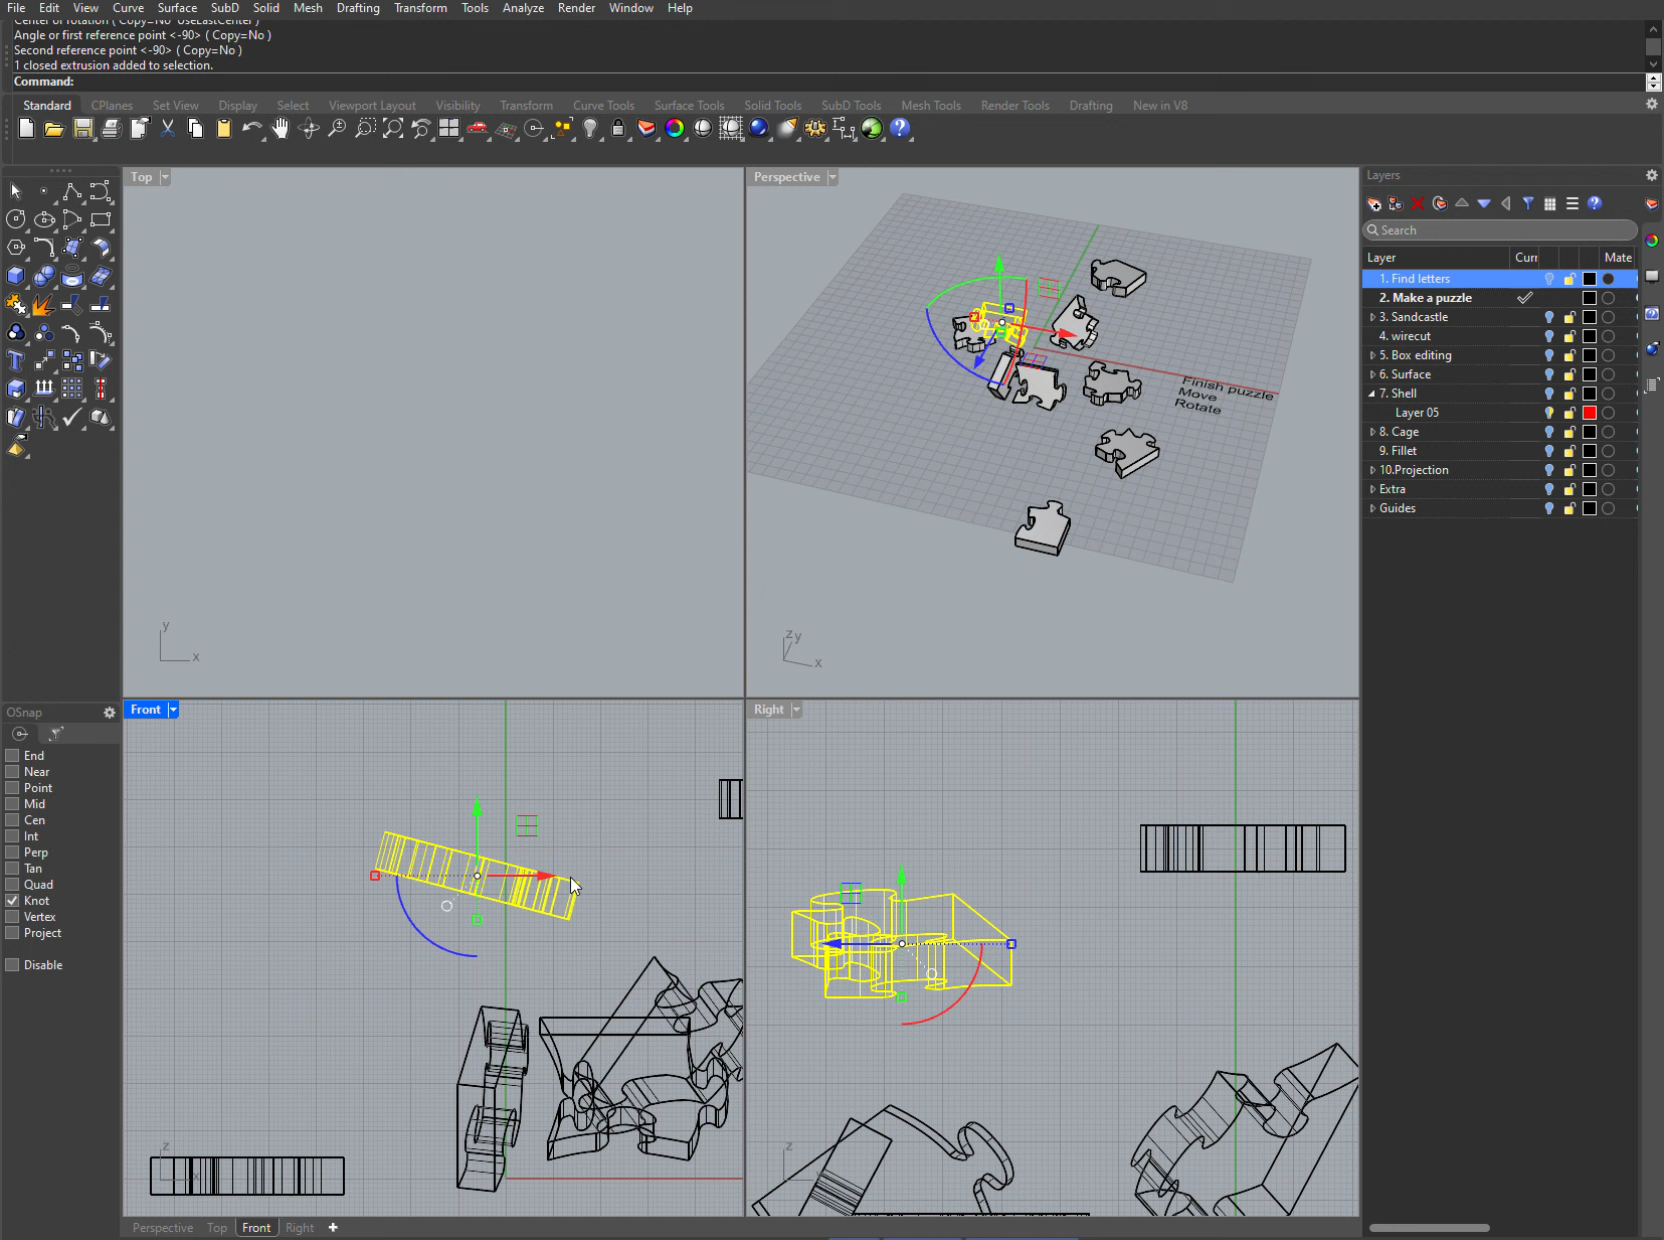 File Edit View Curve Surface SubD Solid Mesh Drafting Transform Tools Analyze Render Window Help
Center of rotation ( Copy=No UseLastCenter )
Angle or first reference point <-90> ( Copy=No )
Second reference point <-90> ( Copy=No )
1 closed extrusion added to selection.
Command:
Standard CPlanes Set View Display Select Viewport Layout Visibility Transform Curve Tools Surface Tools Solid Tools SubD Tools Mesh Tools Render Tools Drafting New in V8
Top
y
x
Perspective
Finish puzzle
Move
Rotate
z y
x
Layers
Search
Layer Curr Mate
1. Find letters
2. Make a puzzle
3. Sandcastle
4. wirecut
5. Box editing
6. Surface
7. Shell
Layer 05
8. Cage
9. Fillet
10.Projection
Extra
Guides
OSnap
End
Near
Point
Mid
Cen
Int
Perp
Tan
Quad
Knot
Vertex
Project
Disable
Front
z
x
Right
z
Perspective Top Front Right